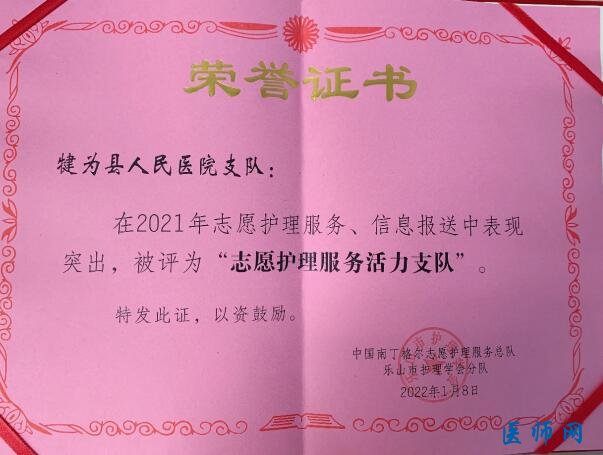 荣誉证书
犍为县人民医院支队：
在2021年志愿护理服务、信息报送中表现
突出，被评为“志愿护理服务活力支队”。
特发此证，以资鼓励。
中国南丁格尔志愿护理服务总队
乐山市护理学会分队
2022年1月8日
医师网